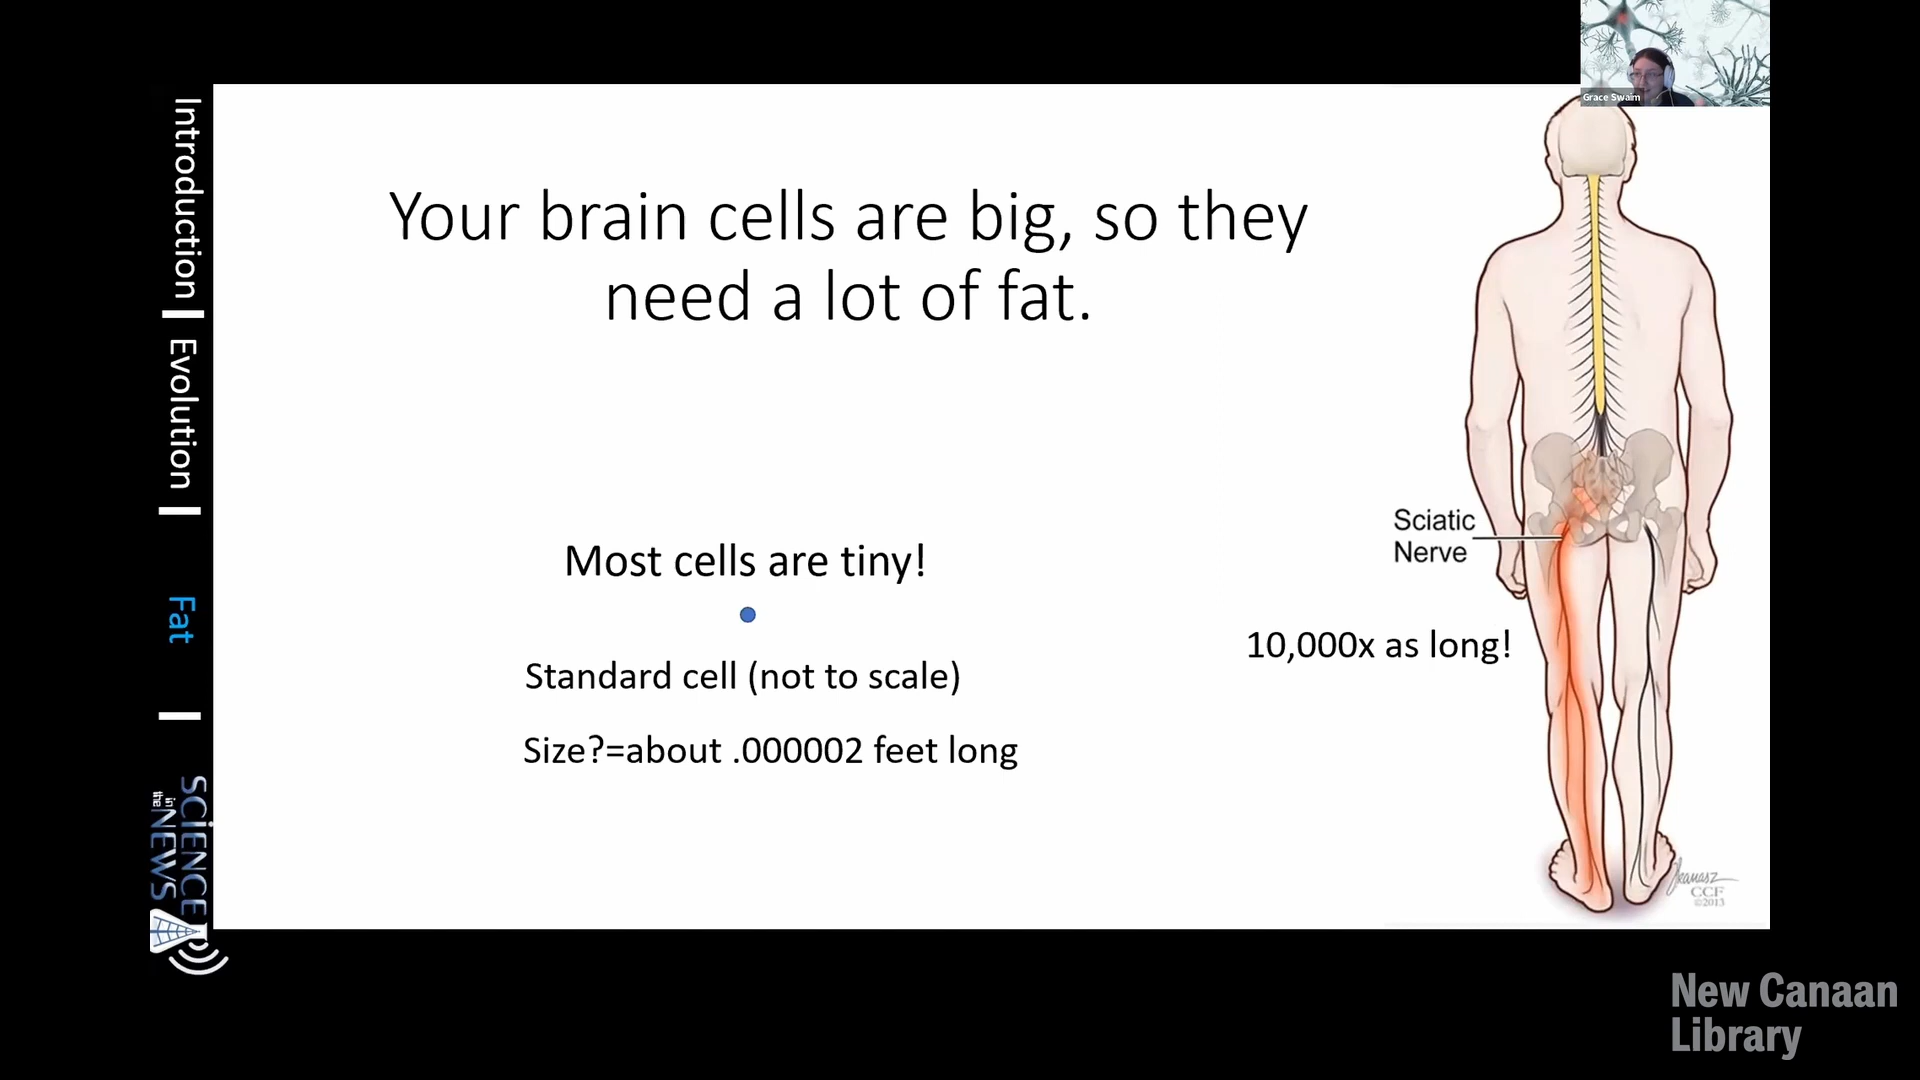 Grace Swaim
Introduction
Evolution
Fat
SCIENCE
in
the
NEWS
Your brain cells are big, so they
need a lot of fat.
Most cells are tiny!
Standard cell (not to scale)
Size?=about .000002 feet long
Sciatic
Nerve
10,000x as long!
CCF
©2013
New Canaan
Library